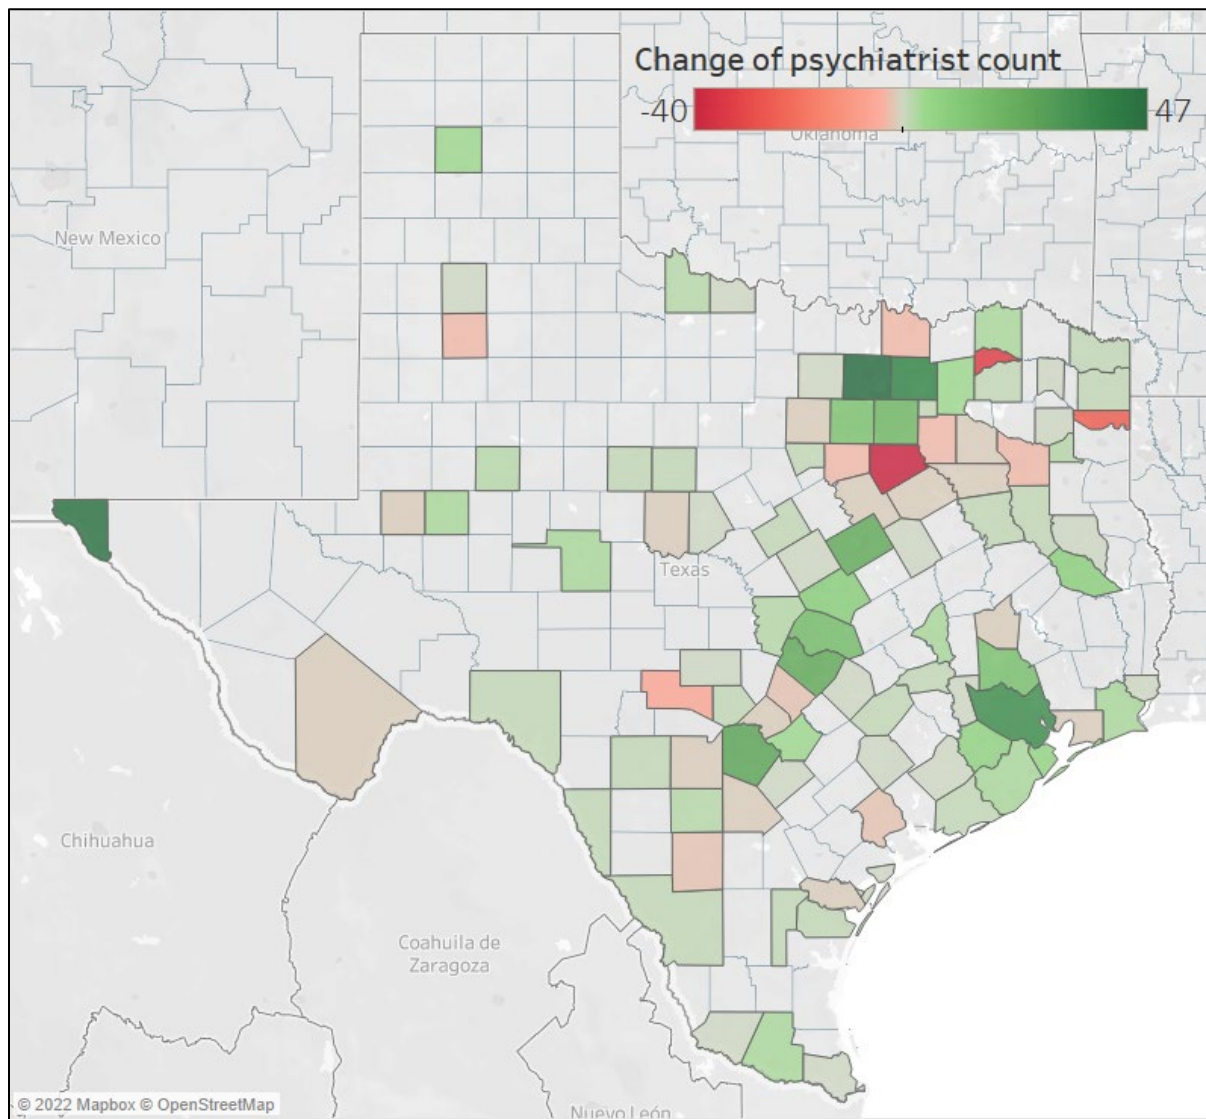 Change of psychiatrist count
-40
47
Oklahoma
New Mexico
Texas
Chihuahua
Coahuila de
Zaragoza
© 2022 Mapbox © OpenStreetMap
Nuevo León